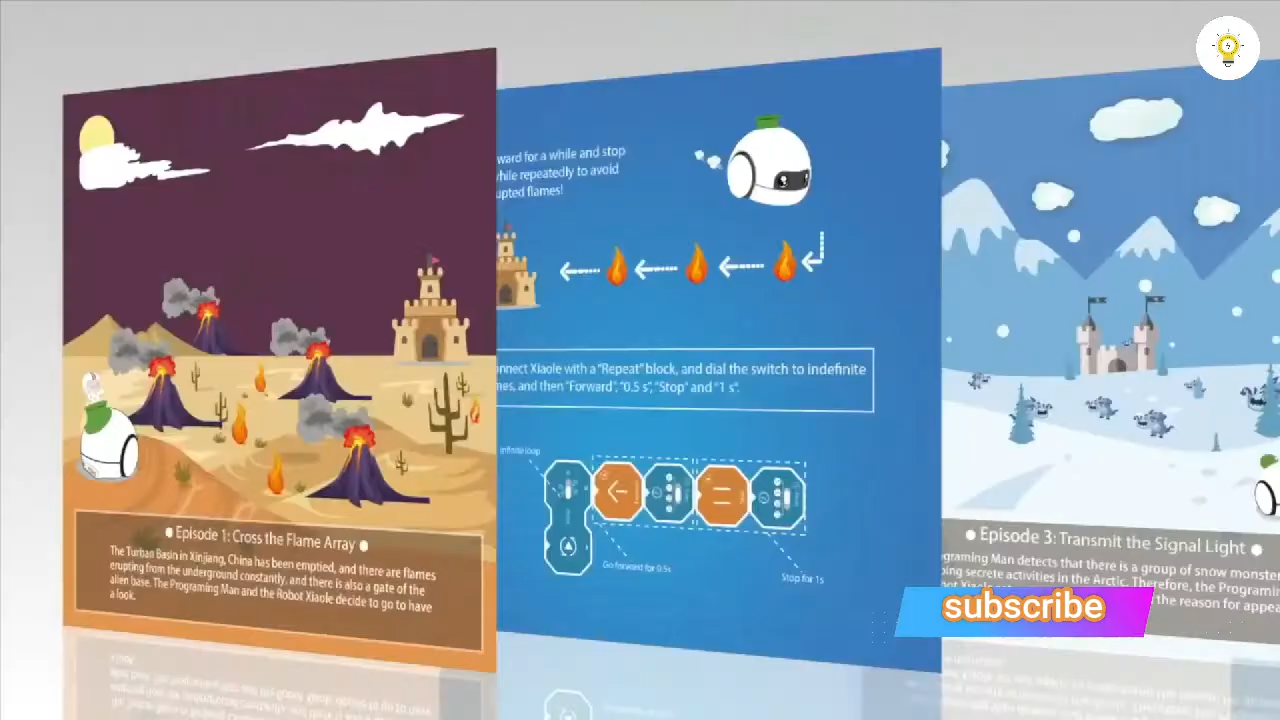 Episode 1: Cross the Flame Array
The Turban Basin in Xinjiang, China has been emptied, and there are flames
erupting from the underground constantly, and there is also a gate of the
alien base. The Programing Man and the Robot Xiaole decide to go to have
a look.
ward for a while and stop
while repeatedly to avoid
upted flames!
onnect Xiaole with a "Repeat" block, and dial the switch to indefinite
mes, and then "Forward", "0.5 s", "Stop" and "1 s".
infinite loop
Go forward for 0.5s
Stop for 1s
Episode 3: Transmit the Signal Light
graming Man detects that there is a group of snow monster
ing secrete activities in the Arctic. Therefore, the Programin
the reason for appea
subscribe